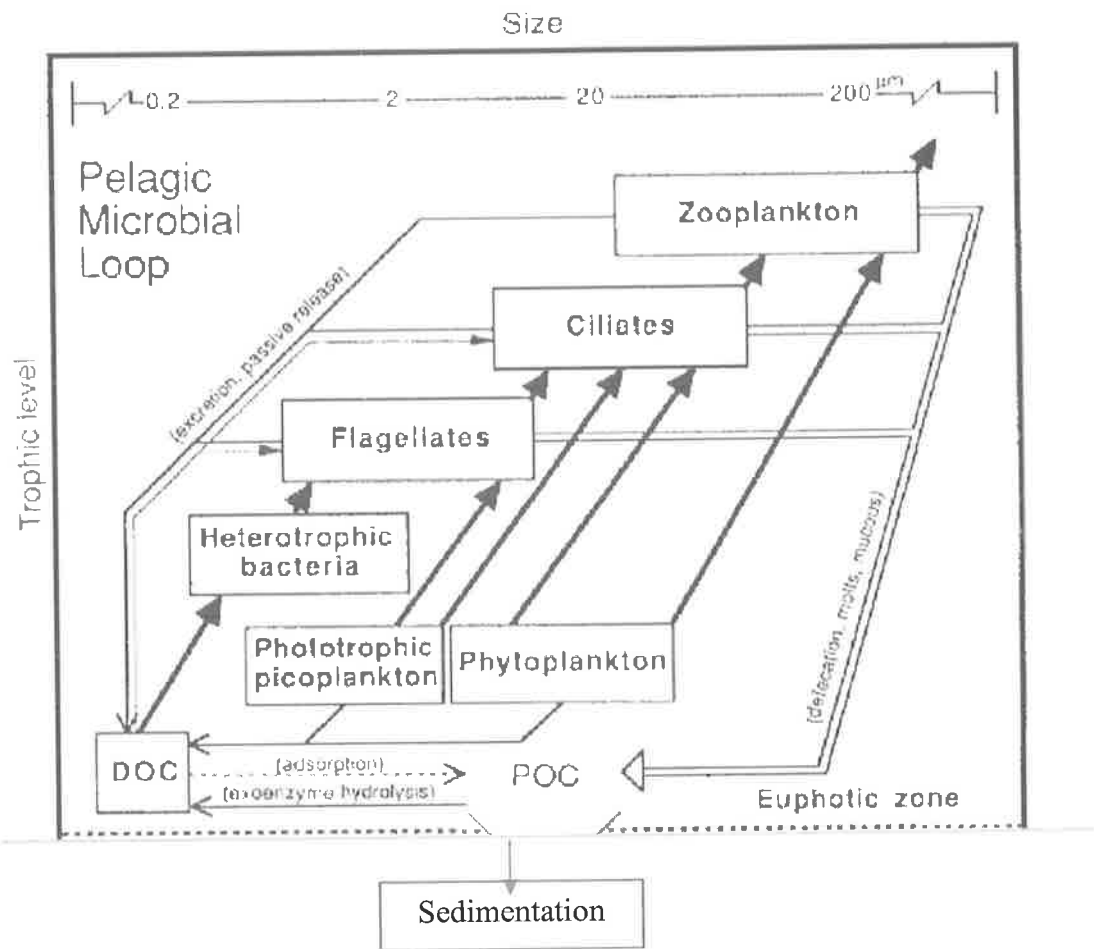 Size
0.2 2 20 200 µm
Pelagic
Microbial
Loop
Zooplankton
(excretion, passive release)
Ciliates
Trophic level
Flagellates
Heterotrophic
bacteria
(defecation, molts, mucous)
Phototrophic
picoplankton
Phytoplankton
DOC
(adsorption)
(exoenzyme hydrolysis)
POC
Euphotic zone
Sedimentation